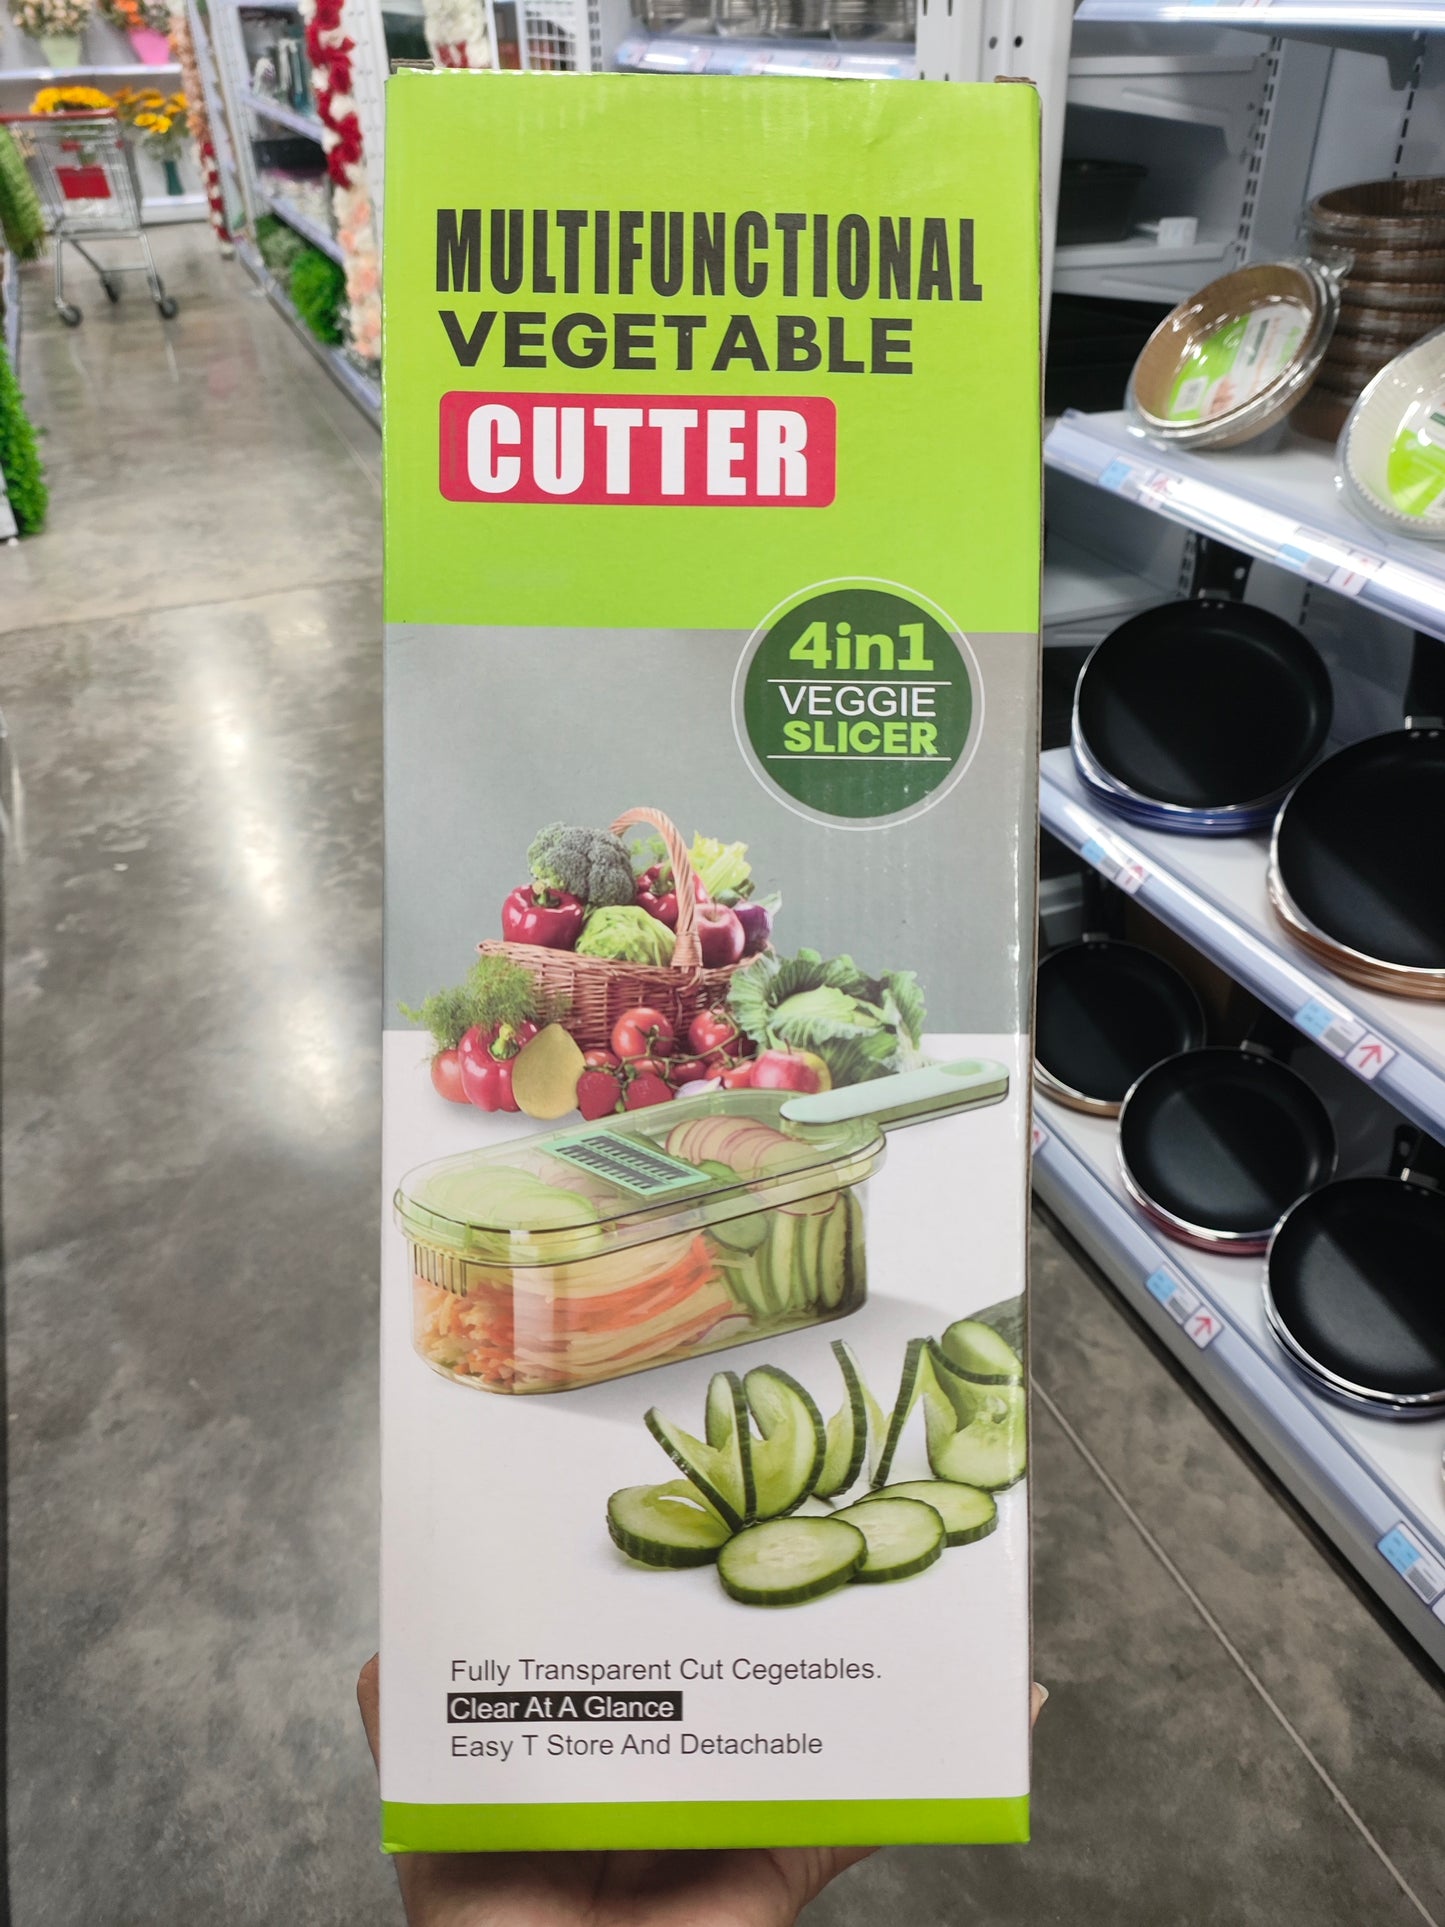 MULTIFUNCTIONAL
VEGETABLE
CUTTER
4in1
VEGGIE
SLICER
Fully Transparent Cut Cegetables.
Clear At A Glance
Easy T Store And Detachable